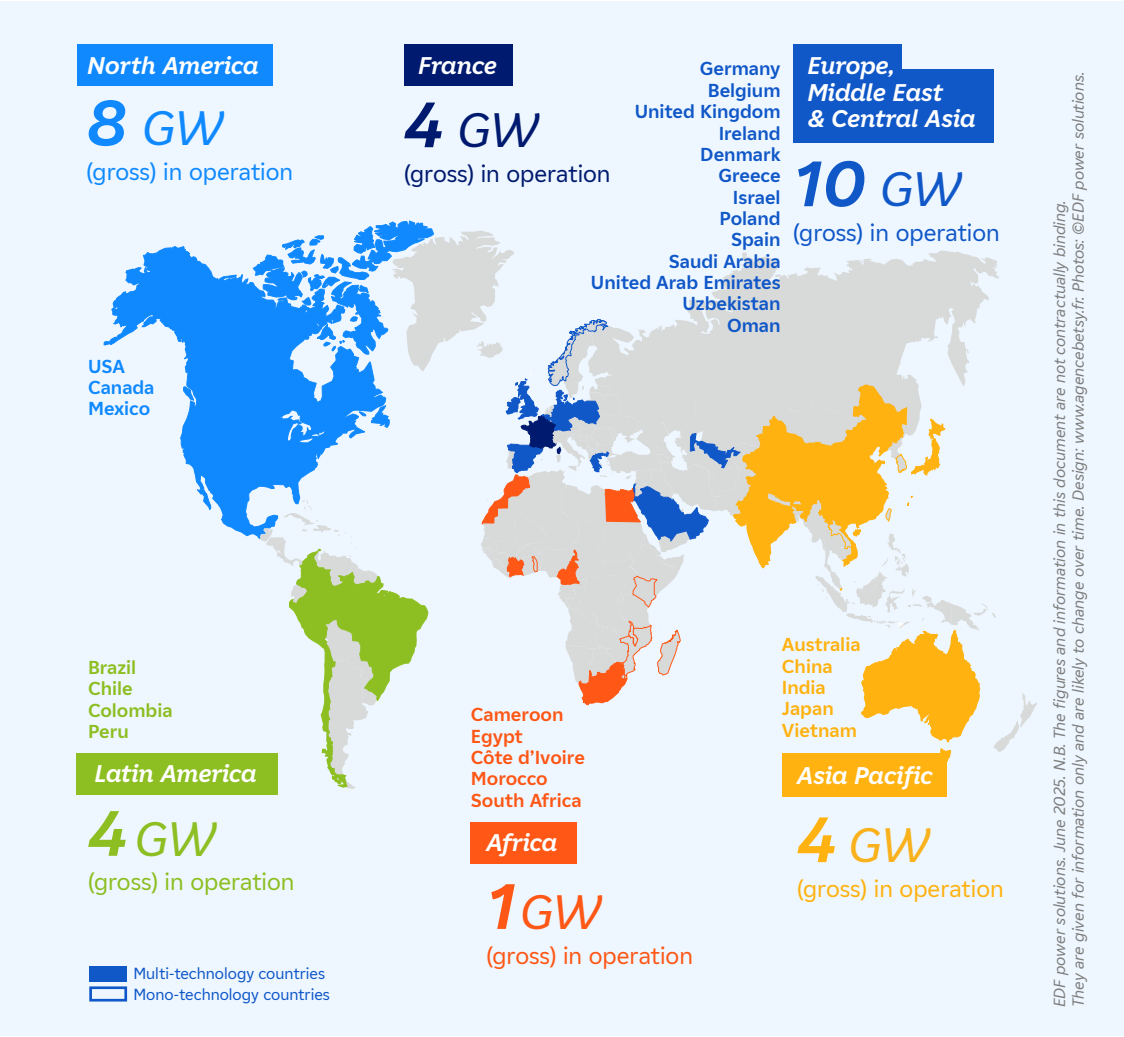 North America
8 GW
(gross) in operation
USA
Canada
Mexico
France
4 GW
(gross) in operation
Germany
Belgium
United Kingdom
Ireland
Denmark
Greece
Israel
Poland
Spain
Saudi Arabia
United Arab Emirates
Uzbekistan
Oman
Europe,
Middle East
& Central Asia
10 GW
(gross) in operation
Brazil
Chile
Colombia
Peru
Latin America
4 GW
(gross) in operation
Cameroon
Egypt
Côte d’Ivoire
Morocco
South Africa
Africa
1 GW
(gross) in operation
Australia
China
India
Japan
Vietnam
Asia Pacific
4 GW
(gross) in operation
Multi-technology countries
Mono-technology countries
EDF power solutions. June 2025. N.B. The figures and information in this document are not contractually binding.
They are given for information only and are likely to change over time. Design: www.agencebetsy.fr. Photos: ©EDF power solutions.